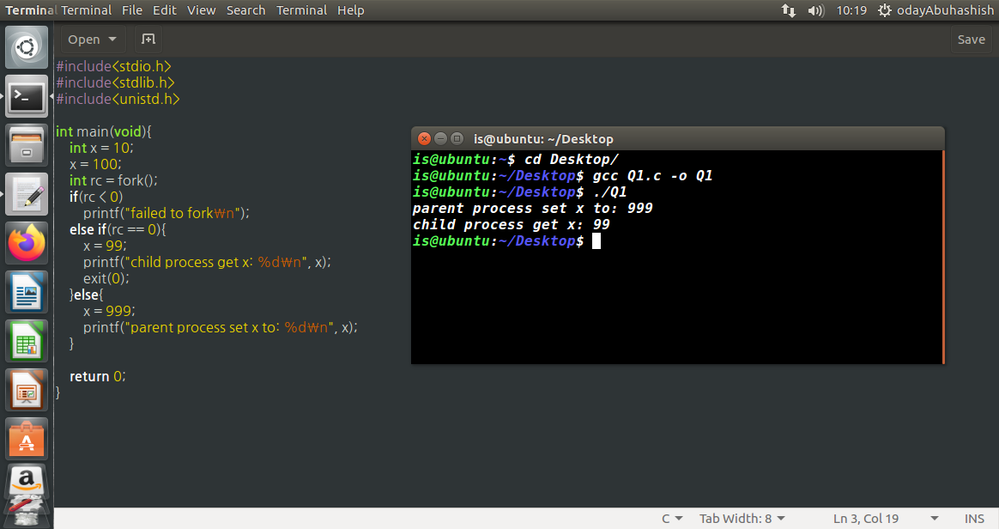 Terminal Terminal File Edit View Search Terminal Help 10:19 odayAbuhashish
Open Save
#include<stdio.h>
#include<stdlib.h>
#include<unistd.h>
int main(void){
int x = 10;
x = 100;
int rc = fork();
if(rc < 0)
printf("failed to fork₩n");
else if(rc == 0){
x = 99;
printf("child process get x: %d₩n", x);
exit(0);
}else{
x = 999;
printf("parent process set x to: %d₩n", x);
}
return 0;
}
is@ubuntu: ~/Desktop
is@ubuntu:~$ cd Desktop/
is@ubuntu:~/Desktop$ gcc Q1.c -o Q1
is@ubuntu:~/Desktop$ ./Q1
parent process set x to: 999
child process get x: 99
is@ubuntu:~/Desktop$
C Tab Width: 8 Ln 3, Col 19 INS